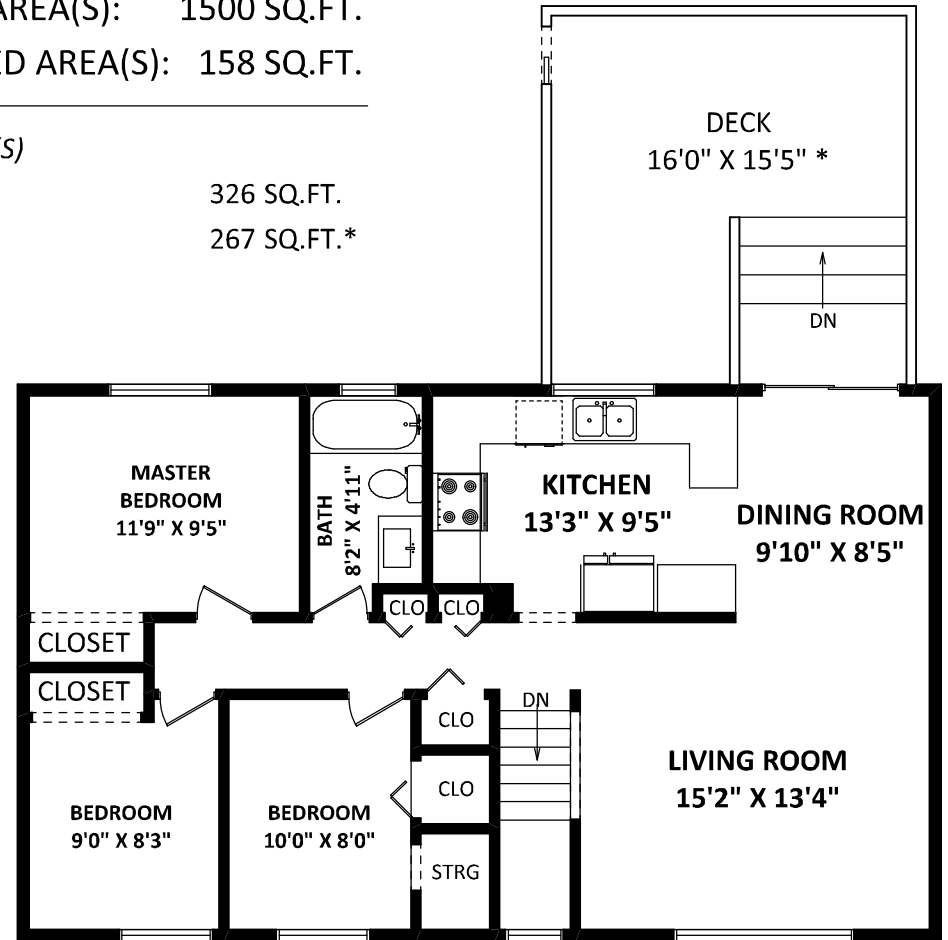 AREA(S): 1500 SQ.FT.
ED AREA(S): 158 SQ.FT.
(S)
326 SQ.FT.
267 SQ.FT.*
DECK
16'0" X 15'5" *
DN
MASTER
BEDROOM
11'9" X 9'5"
BATH
8'2" X 4'11"
KITCHEN
13'3" X 9'5"
DINING ROOM
9'10" X 8'5"
CLO
CLO
CLOSET
CLOSET
CLO
DN
CLO
LIVING ROOM
15'2" X 13'4"
BEDROOM
9'0" X 8'3"
BEDROOM
10'0" X 8'0"
STRG